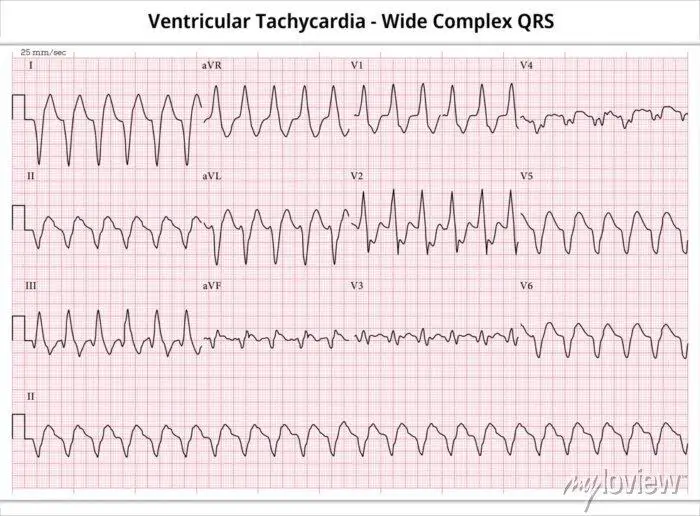 Ventricular Tachycardia - Wide Complex QRS
25 mm/sec
I aVR V1 V4
II aVL V2 V5
III aVF V3 V6
II
myloview